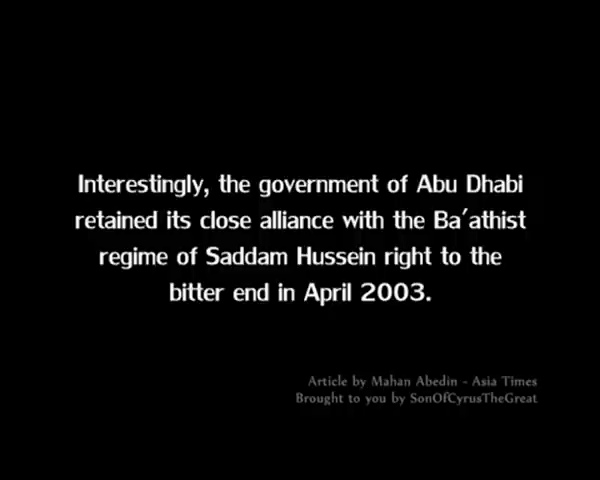 Interestingly, the government of Abu Dhabi
retained its close alliance with the Ba'athist
regime of Saddam Hussein right to the
bitter end in April 2003.
Article by Mahan Abedin - Asia Times
Brought to you by SonOfCyrusTheGreat